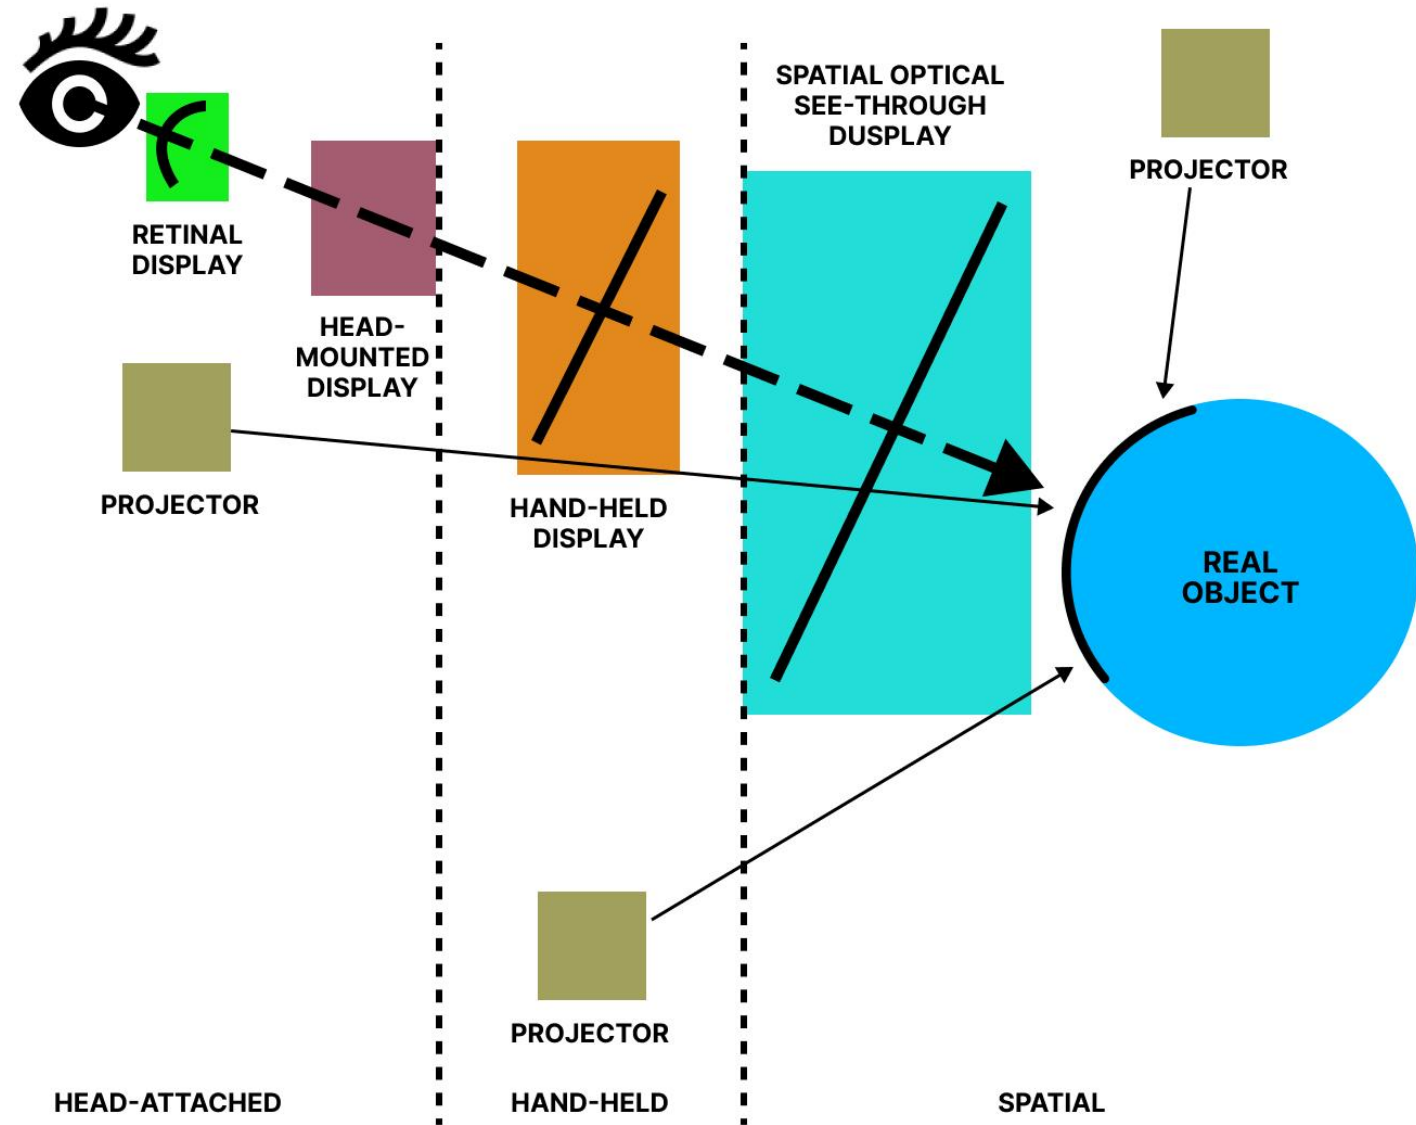 SPATIAL OPTICAL
SEE-THROUGH
DUSPLAY
PROJECTOR
RETINAL
DISPLAY
HEAD-
MOUNTED
DISPLAY
PROJECTOR
HAND-HELD
DISPLAY
REAL
OBJECT
PROJECTOR
HEAD-ATTACHED
HAND-HELD
SPATIAL